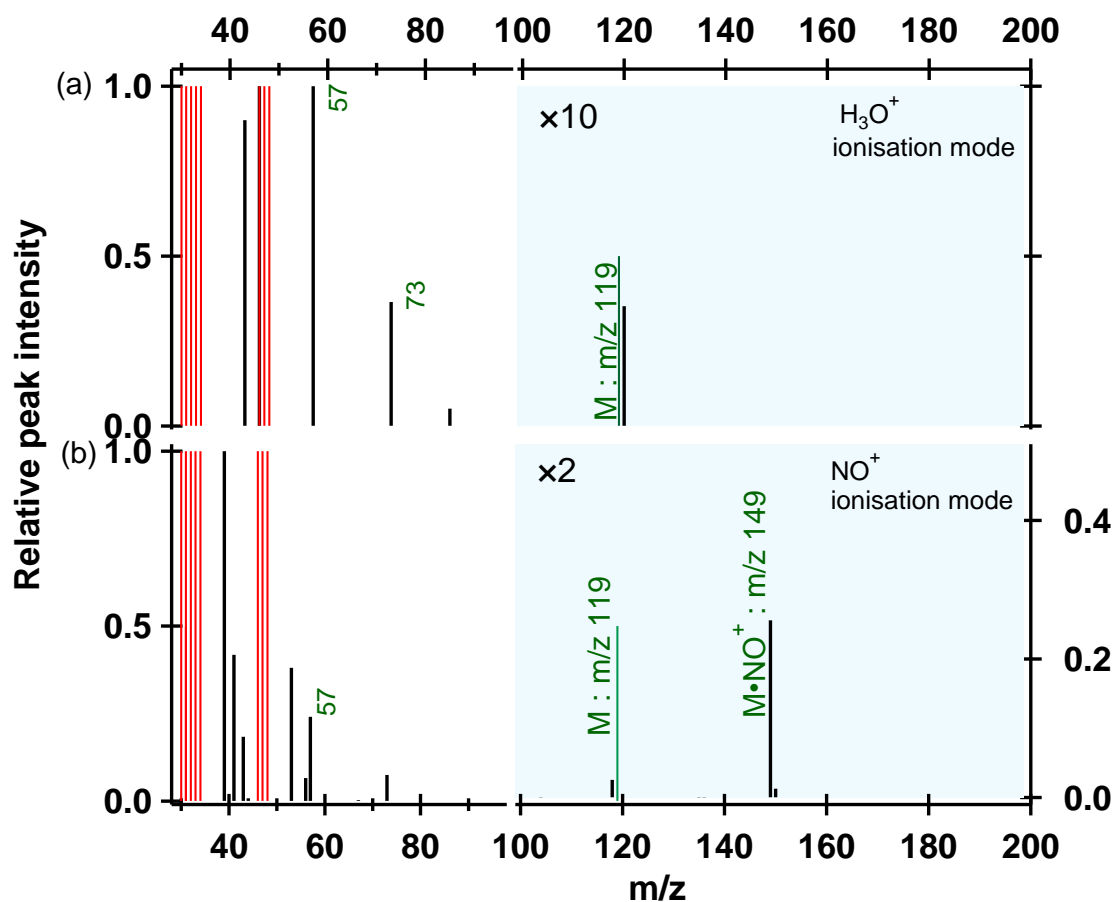 40 60 80 100 120 140 160 180 200
(a)
1.0
57
×10
H3O+
ionisation mode
0.5
73
M : m/z 119
0.0
Relative peak intensity
(b)
1.0
×2
NO+
ionisation mode
0.4
0.5
57
M : m/z 119
M•NO+ : m/z 149
0.2
0.0
0.0
40 60 80 100 120 140 160 180 200
m/z